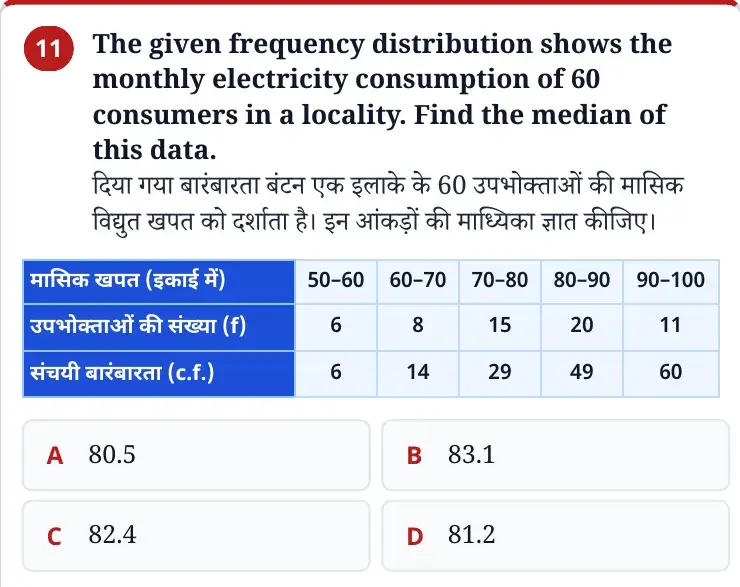 11 The given frequency distribution shows the
monthly electricity consumption of 60
consumers in a locality. Find the median of
this data.
दिया गया बारंबारता बंटन एक इलाके के 60 उपभोक्ताओं की मासिक
विद्युत खपत को दर्शाता है। इन आंकड़ों की माध्यिका ज्ञात कीजिए।
मासिक खपत (इकाई में) 50–60 60–70 70–80 80–90 90–100
उपभोक्ताओं की संख्या (f) 6 8 15 20 11
संचयी बारंबारता (c.f.) 6 14 29 49 60
A 80.5 B 83.1
C 82.4 D 81.2